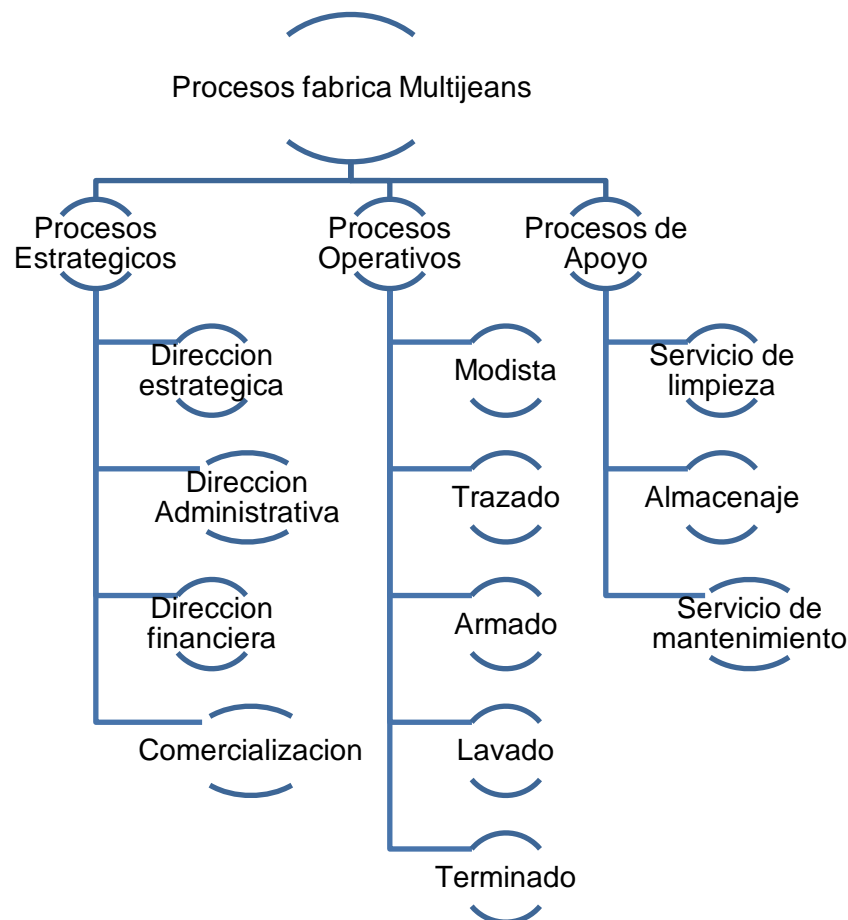 Procesos fabrica Multijeans
Procesos
Estrategicos
Direccion
estrategica
Direccion
Administrativa
Direccion
financiera
Comercializacion
Procesos
Operativos
Modista
Trazado
Armado
Lavado
Terminado
Procesos de
Apoyo
Servicio de
limpieza
Almacenaje
Servicio de
mantenimiento